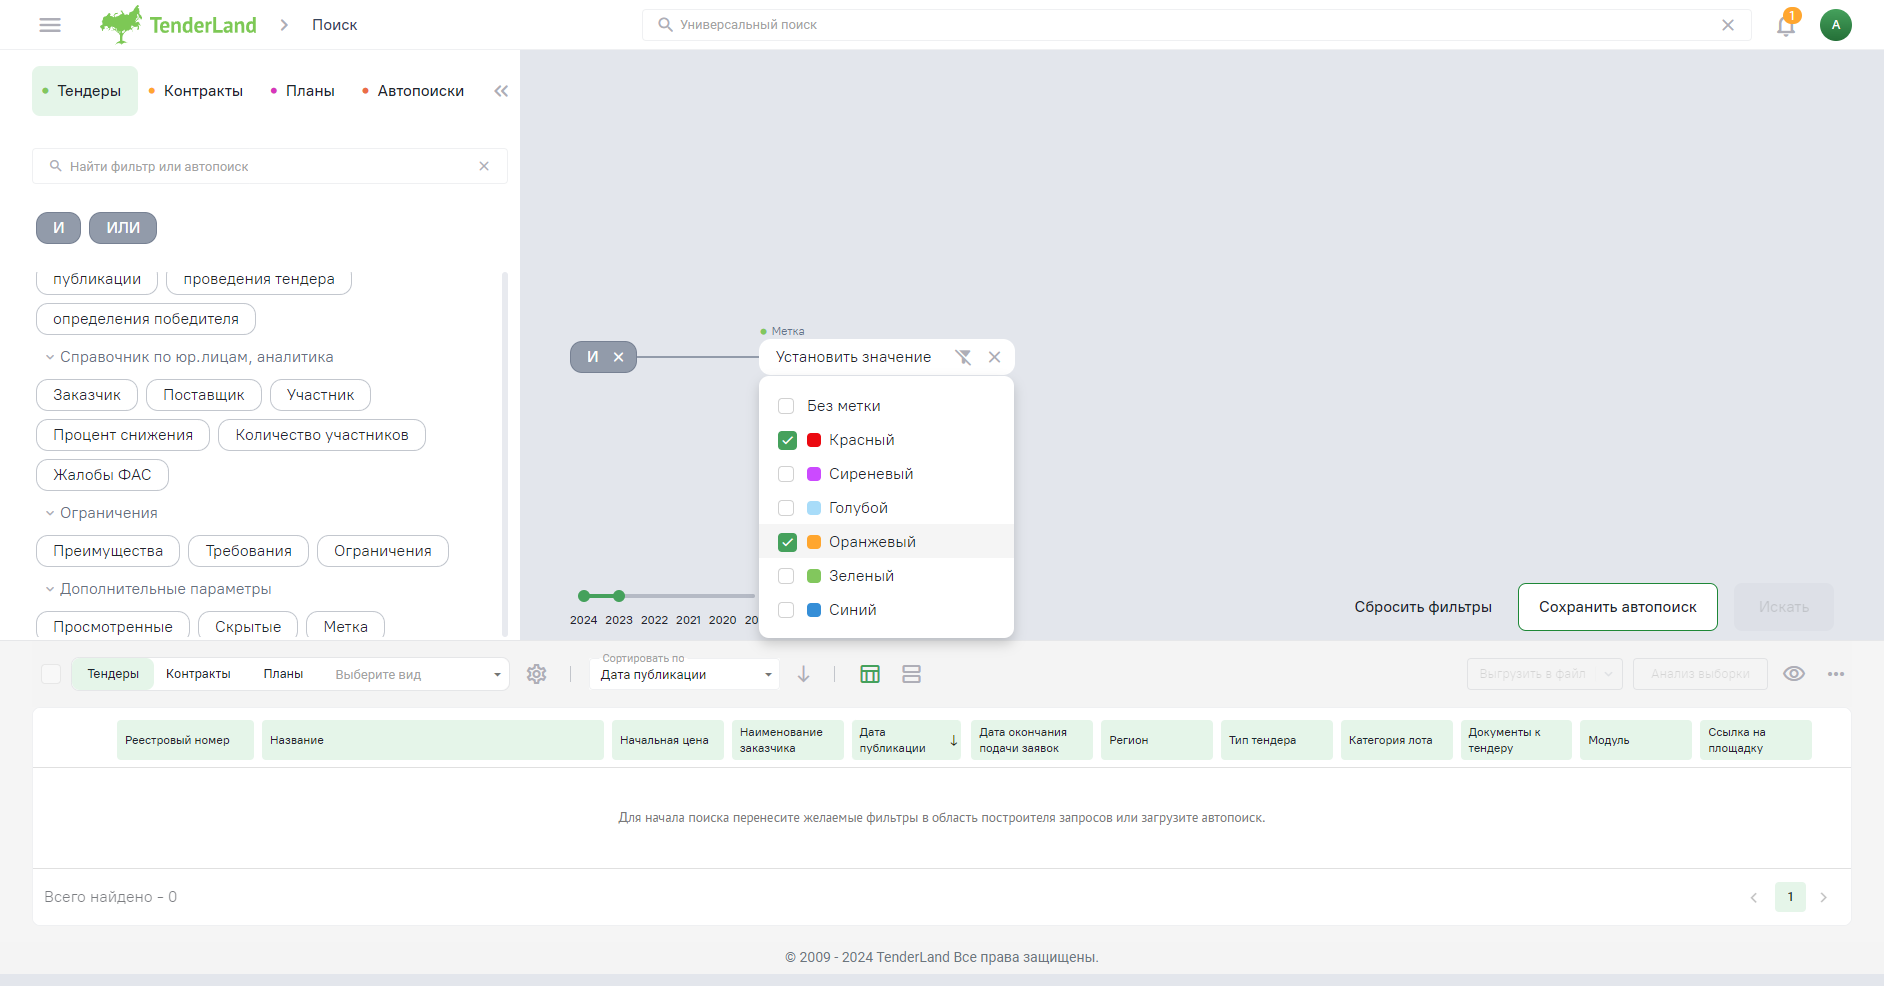 TenderLand
Поиск
Универсальный поиск
1
A
Тендеры
Контракты
Планы
Автопоиски
Найти фильтр или автопоиск
И
ИЛИ
публикации
проведения тендера
определения победителя
Справочник по юр.лицам, аналитика
Заказчик
Поставщик
Участник
Процент снижения
Количество участников
Жалобы ФАС
Ограничения
Преимущества
Требования
Ограничения
Дополнительные параметры
Просмотренные
Скрытые
Метка
Метка
И
Установить значение
Без метки
Красный
Сиреневый
Голубой
Оранжевый
Зеленый
Синий
2024 2023 2022 2021 2020 20
Сбросить фильтры
Сохранить автопоиск
Искать
Тендеры
Контракты
Планы
Выберите вид
Сортировать по
Дата публикации
Выгрузить в файл
Анализ выборки
Реестровый номер
Название
Начальная цена
Наименование
заказчика
Дата
публикации
Дата окончания
подачи заявок
Регион
Тип тендера
Категория лота
Документы к
тендеру
Модуль
Ссылка на
площадку
Для начала поиска перенесите желаемые фильтры в область построителя запросов или загрузите автопоиск.
Всего найдено - 0
1
© 2009 - 2024 TenderLand Все права защищены.